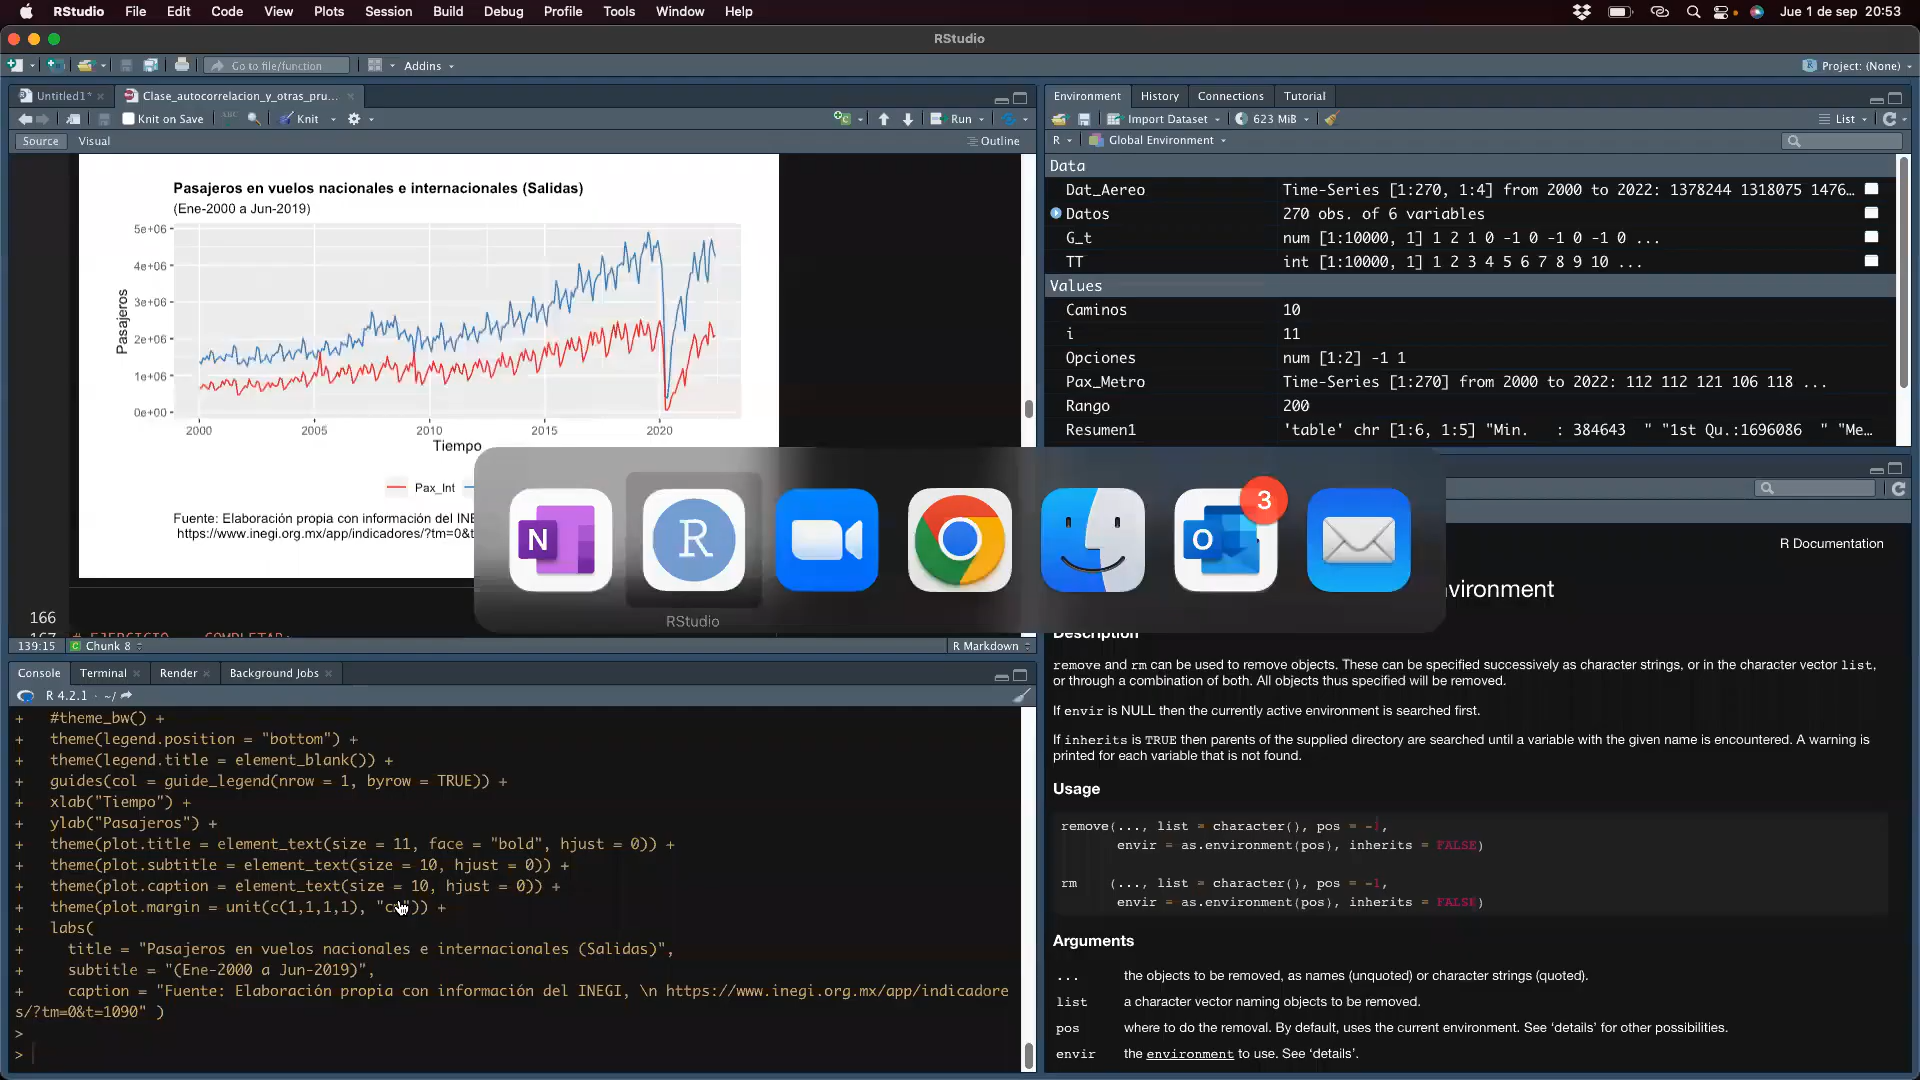 RStudio File Edit Code View Plots Session Build Debug Profile Tools Window Help Jue 1 de sep 20:53
RStudio
Go to file/function Addins Project: (None)
Untitled1* Clase_autocorrelacion_y_otras_pru...
Knit on Save ABC Knit Run
Source Visual Outline
Pasajeros en vuelos nacionales e internacionales (Salidas)
(Ene-2000 a Jun-2019)
5e+06
4e+06
3e+06
2e+06
1e+06
0e+00
Pasajeros
2000 2005 2010 2015 2020
Tiempo
Pax_Int
Fuente: Elaboración propia con información del INE
https://www.inegi.org.mx/app/indicadores/?tm=0&t
166
139:15 Chunk 8 R Markdown
Environment History Connections Tutorial
Import Dataset 623 MiB List
R Global Environment
Data
Dat_Aereo Time-Series [1:270, 1:4] from 2000 to 2022: 1378244 1318075 1476…
Datos 270 obs. of 6 variables
G_t num [1:10000, 1] 1 2 1 0 -1 0 -1 0 -1 0 ...
TT int [1:10000, 1] 1 2 3 4 5 6 7 8 9 10 ...
Values
Caminos 10
i 11
Opciones num [1:2] -1 1
Pax_Metro Time-Series [1:270] from 2000 to 2022: 112 112 121 106 118 ...
Rango 200
Resumen1 'table' chr [1:6, 1:5] "Min. : 384643 " "1st Qu.:1696086 " "Me…
N R O 3
RStudio
Console Terminal Render Background Jobs
R 4.2.1 · ~/
+ #theme_bw() +
+ theme(legend.position = "bottom") +
+ theme(legend.title = element_blank()) +
+ guides(col = guide_legend(nrow = 1, byrow = TRUE)) +
+ xlab("Tiempo") +
+ ylab("Pasajeros") +
+ theme(plot.title = element_text(size = 11, face = "bold", hjust = 0)) +
+ theme(plot.subtitle = element_text(size = 10, hjust = 0)) +
+ theme(plot.caption = element_text(size = 10, hjust = 0)) +
+ theme(plot.margin = unit(c(1,1,1,1), "c")) +
+ labs(
+ title = "Pasajeros en vuelos nacionales e internacionales (Salidas)",
+ subtitle = "(Ene-2000 a Jun-2019)",
+ caption = "Fuente: Elaboración propia con información del INEGI, \n https://www.inegi.org.mx/app/indicadore
s/?tm=0&t=1090" )
>
>
R Documentation
vironment
Description
remove and rm can be used to remove objects. These can be specified successively as character strings, or in the character vector list,
or through a combination of both. All objects thus specified will be removed.
If envir is NULL then the currently active environment is searched first.
If inherits is TRUE then parents of the supplied directory are searched until a variable with the given name is encountered. A warning is
printed for each variable that is not found.
Usage
remove(..., list = character(), pos = -1,
envir = as.environment(pos), inherits = FALSE)
rm (..., list = character(), pos = -1,
envir = as.environment(pos), inherits = FALSE)
Arguments
... the objects to be removed, as names (unquoted) or character strings (quoted).
list a character vector naming objects to be removed.
pos where to do the removal. By default, uses the current environment. See ‘details’ for other possibilities.
envir the environment to use. See ‘details’.